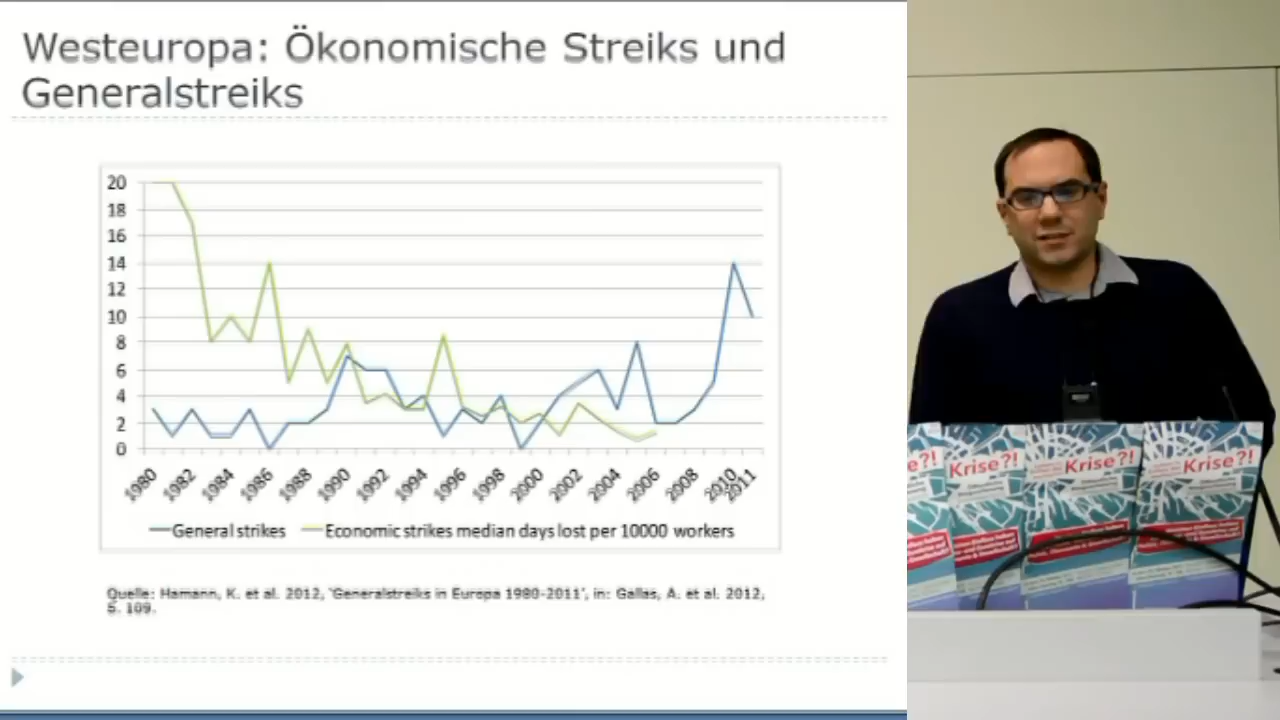 Westeuropa: Ökonomische Streiks und
Generalstreiks
20
18
16
14
12
10
8
6
4
2
0
1980
1982
1984
1986
1988
1990
1992
1994
1996
1998
2000
2002
2004
2006
2008
2010
2011
General strikes
Economic strikes median days lost per 10000 workers
Quelle: Hamann, K. et al. 2012, 'Generalstreiks in Europa 1980-2011', in: Gallas, A. et al. 2012,
S. 109.
e?!
Krise?!
Krise?!
Krise?!